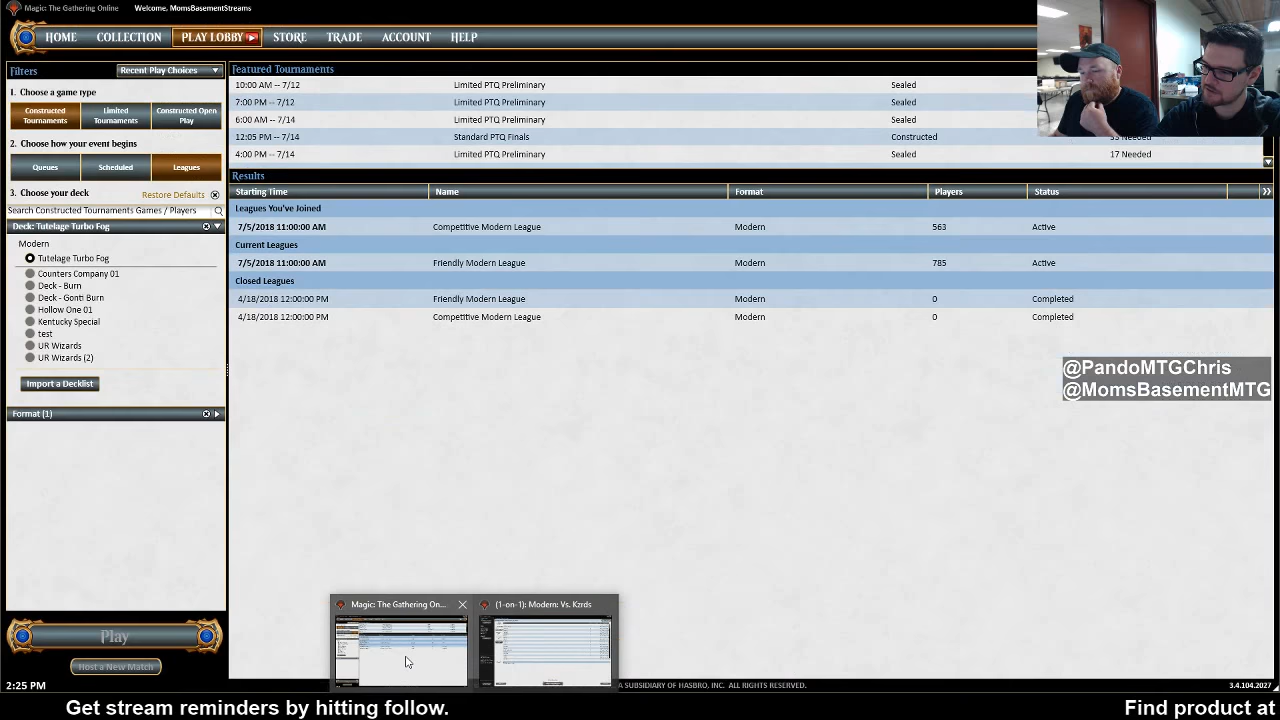 Magic: The Gathering Online Welcome, MomsBasementStreams
HOME COLLECTION PLAY LOBBY STORE TRADE ACCOUNT HELP
Filters Recent Play Choices
1. Choose a game type
Constructed Tournaments Limited Tournaments Constructed Open Play
2. Choose how your event begins
Queues Scheduled Leagues
3. Choose your deck Restore Defaults
Search Constructed Tournaments Games / Players
Deck: Tutelage Turbo Fog
Modern
Tutelage Turbo Fog
Counters Company 01
Deck - Burn
Deck - Gonti Burn
Hollow One 01
Kentucky Special
test
UR Wizards
UR Wizards (2)
Import a Decklist
Format (1)
Play
Host a New Match
2:25 PM
Featured Tournaments
10:00 AM -- 7/12 Limited PTQ Preliminary Sealed
7:00 PM -- 7/12 Limited PTQ Preliminary Sealed
6:00 AM -- 7/14 Limited PTQ Preliminary Sealed
12:05 PM -- 7/14 Standard PTQ Finals Constructed
4:00 PM -- 7/14 Limited PTQ Preliminary Sealed 17 Needed
Results
Starting Time Name Format Players Status
Leagues You've Joined
7/5/2018 11:00:00 AM Competitive Modern League Modern 563 Active
Current Leagues
7/5/2018 11:00:00 AM Friendly Modern League Modern 785 Active
Closed Leagues
4/18/2018 12:00:00 PM Friendly Modern League Modern 0 Completed
4/18/2018 12:00:00 PM Competitive Modern League Modern 0 Completed
@PandoMTGChris
@MomsBasementMTG
Magic: The Gathering On... (1-on-1): Modern: Vs. Kzrds
A SUBSIDIARY OF HASBRO, INC. ALL RIGHTS RESERVED. 3.4.104.2027
Get stream reminders by hitting follow. Find product at